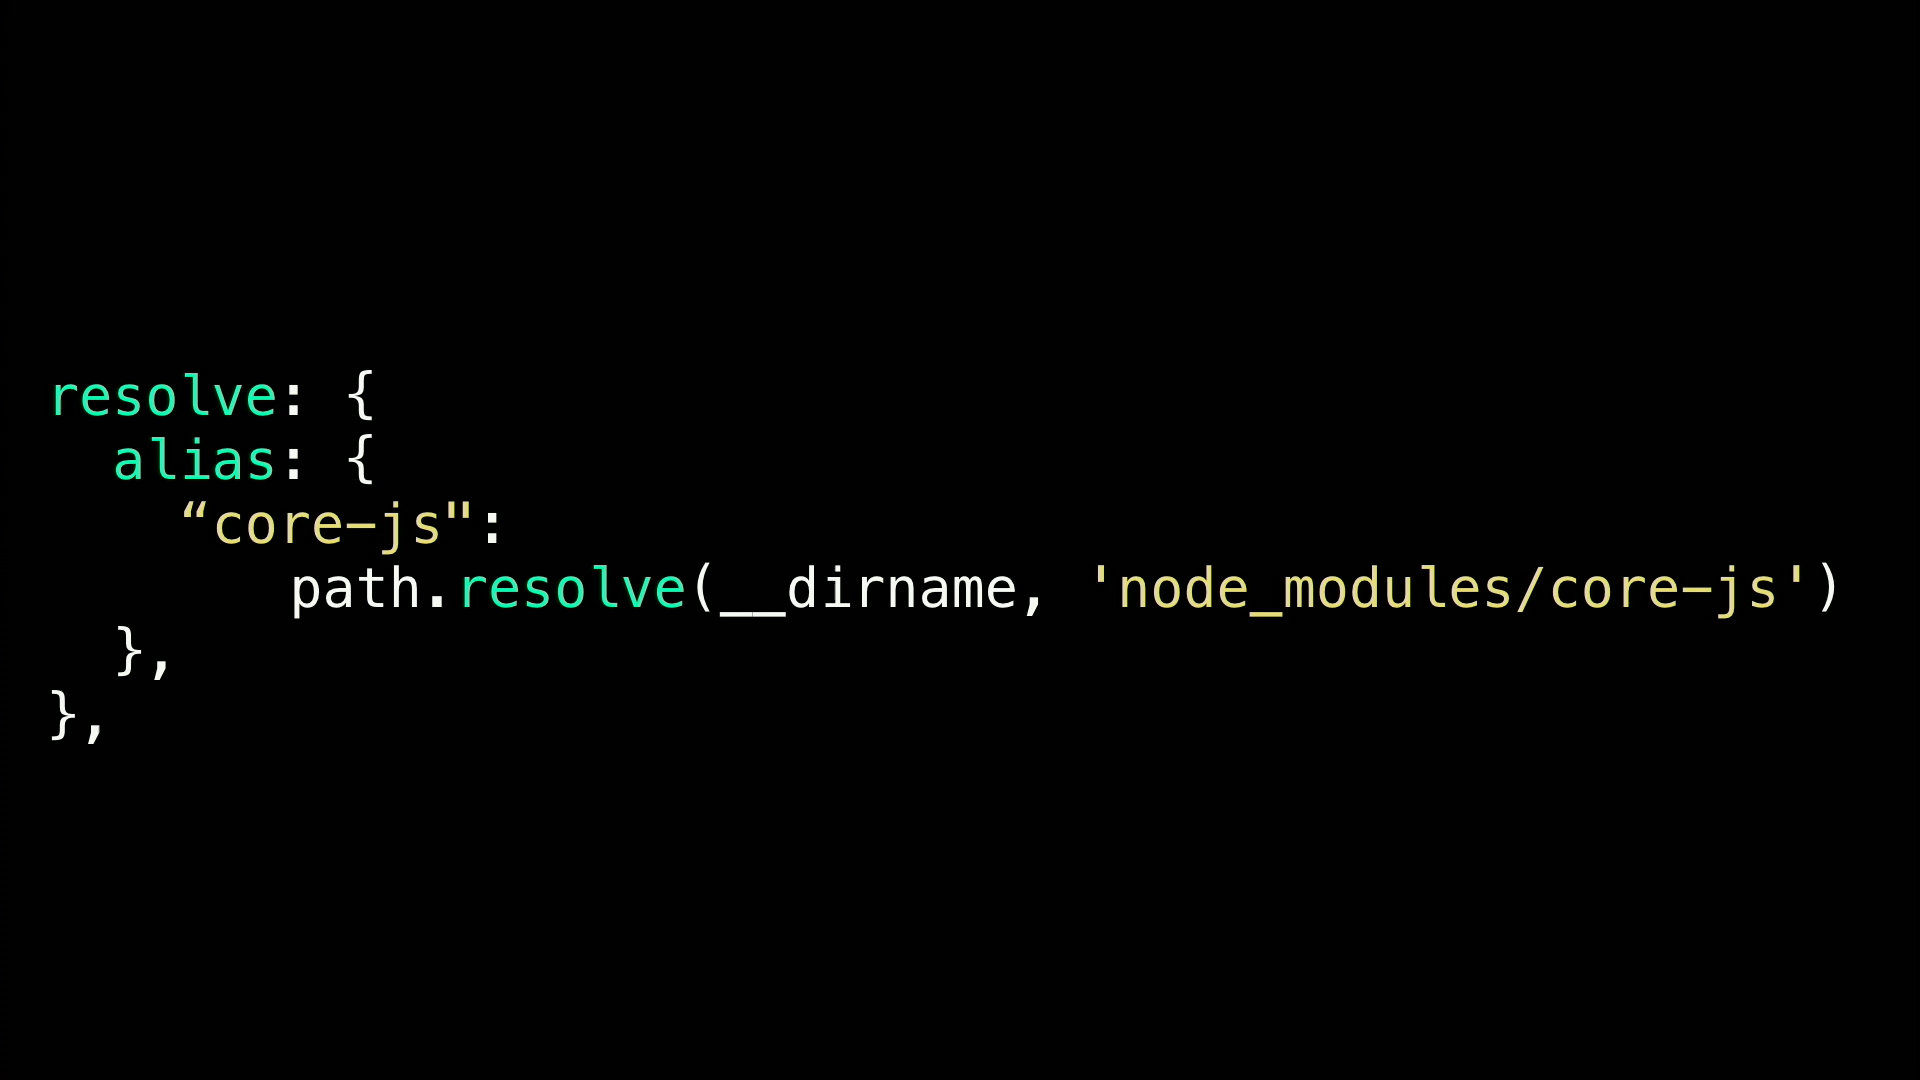 resolve: {
  alias: {
    “core-js":
       path.resolve(__dirname, 'node_modules/core-js')
  },
},